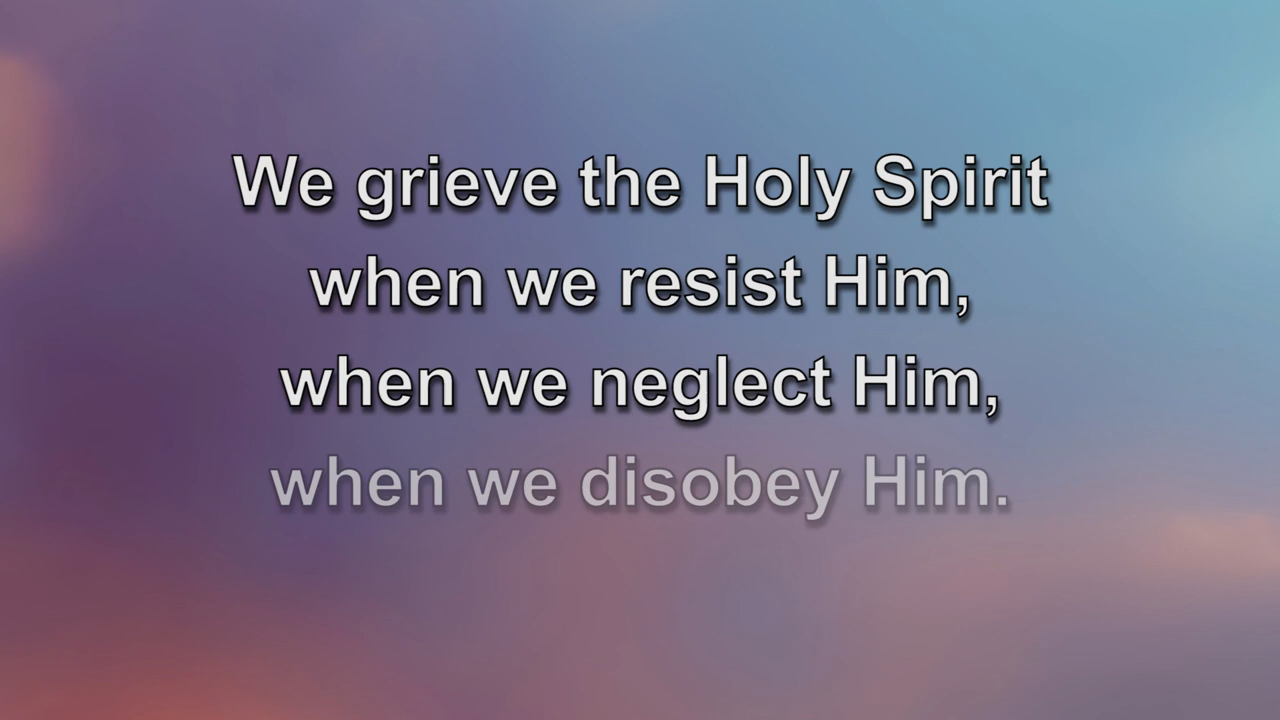 We grieve the Holy Spirit
when we resist Him,
when we neglect Him,
when we disobey Him.